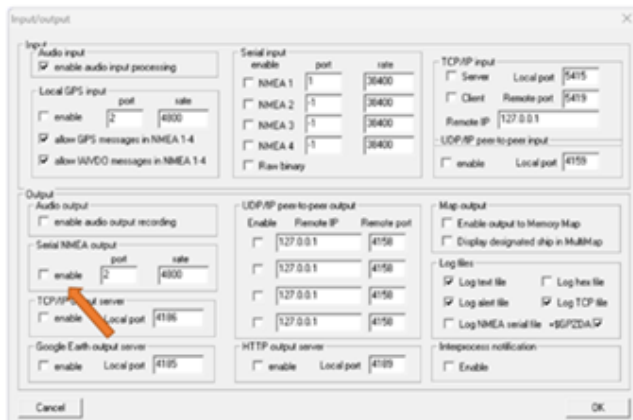 Input/output
Input
Audio input
enable audio input processing
Local GPS input
port rate
enable 2 4800
allow GPS messages in NMEA 1-4
allow !AIVDO messages in NMEA 1-4
Serial input
enable port rate
NMEA 1 1 38400
NMEA 2 -1 38400
NMEA 3 -1 38400
NMEA 4 -1 38400
Raw binary
TCP/IP input
Server Local port 5415
Client Remote port 5419
Remote IP 127.0.0.1
UDP/IP peer-to-peer input
enable Local port 4159
Output
Audio output
enable audio output recording
Serial NMEA output
port rate
enable 2 4800
TCP/IP output server
enable Local port 4186
Google Earth output server
enable Local port 4185
UDP/IP peer-to-peer output
Enable Remote IP Remote port
127.0.0.1 4158
127.0.0.1 4158
127.0.0.1 4158
127.0.0.1 4158
HTTP output server
enable Local port 4189
Map output
Enable output to Memory Map
Display designated ship in MultiMap
Log files
Log text file Log hex file
Log alert file Log TCP file
Log NMEA serial file +$GPZDA
Interprocess notification
Enable
Cancel OK